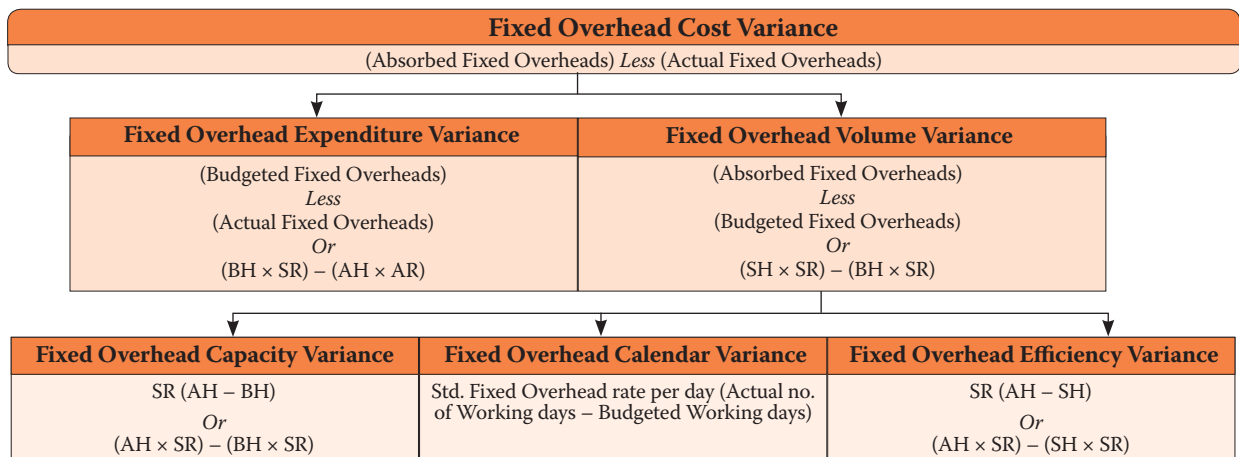 Fixed Overhead Cost Variance
(Absorbed Fixed Overheads) Less (Actual Fixed Overheads)
Fixed Overhead Expenditure Variance
(Budgeted Fixed Overheads)
Less
(Actual Fixed Overheads)
Or
(BH × SR) – (AH × AR)
Fixed Overhead Volume Variance
(Absorbed Fixed Overheads)
Less
(Budgeted Fixed Overheads)
Or
(SH × SR) – (BH × SR)
Fixed Overhead Capacity Variance
SR (AH – BH)
Or
(AH × SR) – (BH × SR)
Fixed Overhead Calendar Variance
Std. Fixed Overhead rate per day (Actual no.
of Working days – Budgeted Working days)
Fixed Overhead Efficiency Variance
SR (AH – SH)
Or
(AH × SR) – (SH × SR)